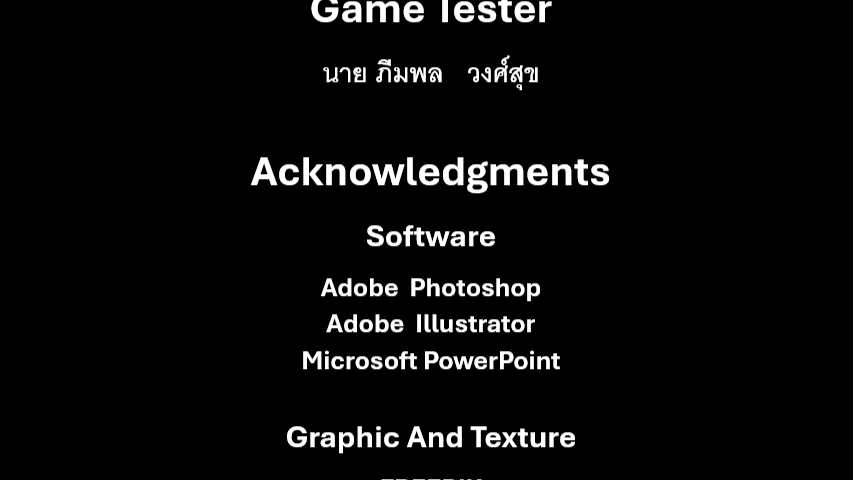 Game Tester
นาย ภีมพล วงศ์สุข
Acknowledgments
Software
Adobe Photoshop
Adobe Illustrator
Microsoft PowerPoint
Graphic And Texture